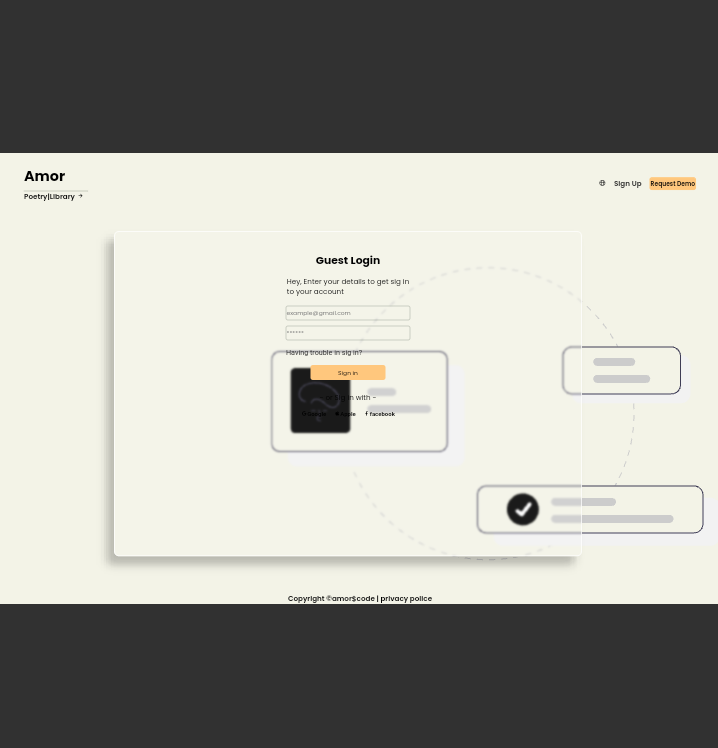 Amor
Poetry|Library →
Sign Up
Request Demo
Guest Login
Hey, Enter your details to get sig in
to your account
example@gmail.com
••••••
Having trouble in sig in?
Sign in
- or Sign in with -
Google Apple facebook
Copyright ©amor$code | privacy police